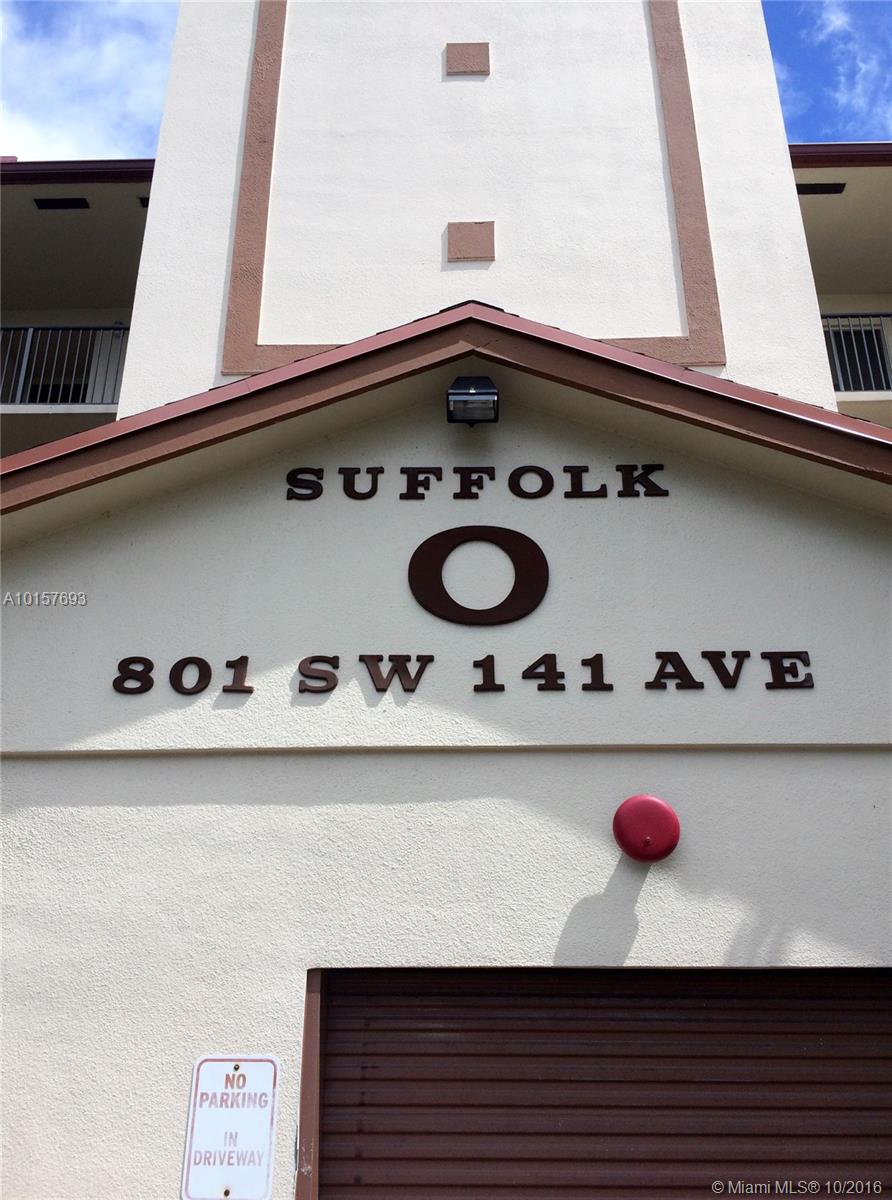 SUFFOLK
O
A10157693
801 SW 141 AVE
NO
PARKING
IN
DRIVEWAY
© Miami MLS® 10/2016